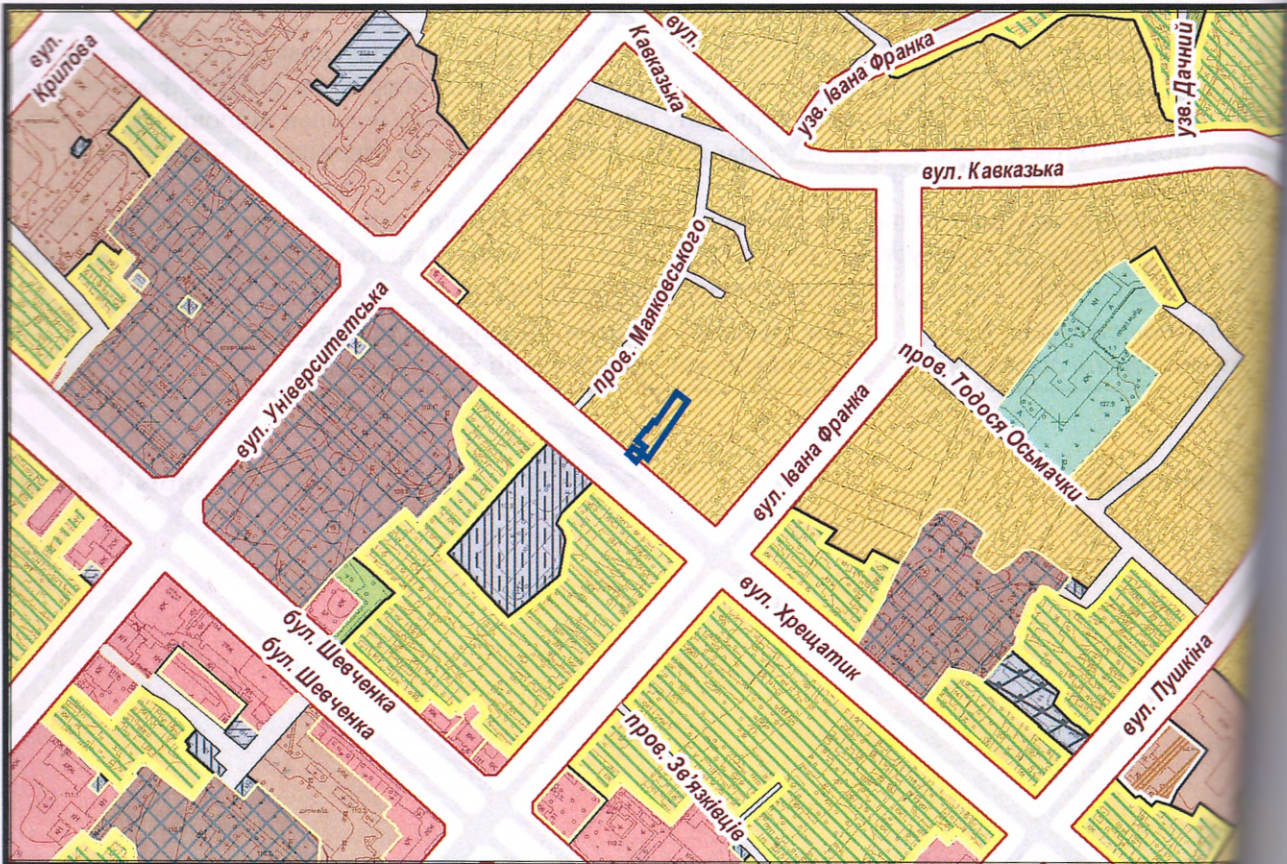 вул.
Крилова
вул.
Кавказька
узв. Івана Франка
узв. Дачний
вул. Кавказька
пров. Маяковського
вул. Університетська
пров. Тодося Осьмачки
вул. Івана Франка
вул. Хрещатик
бул. Шевченка
бул. Шевченка
вул. Пушкіна
пров. Зв'язківців